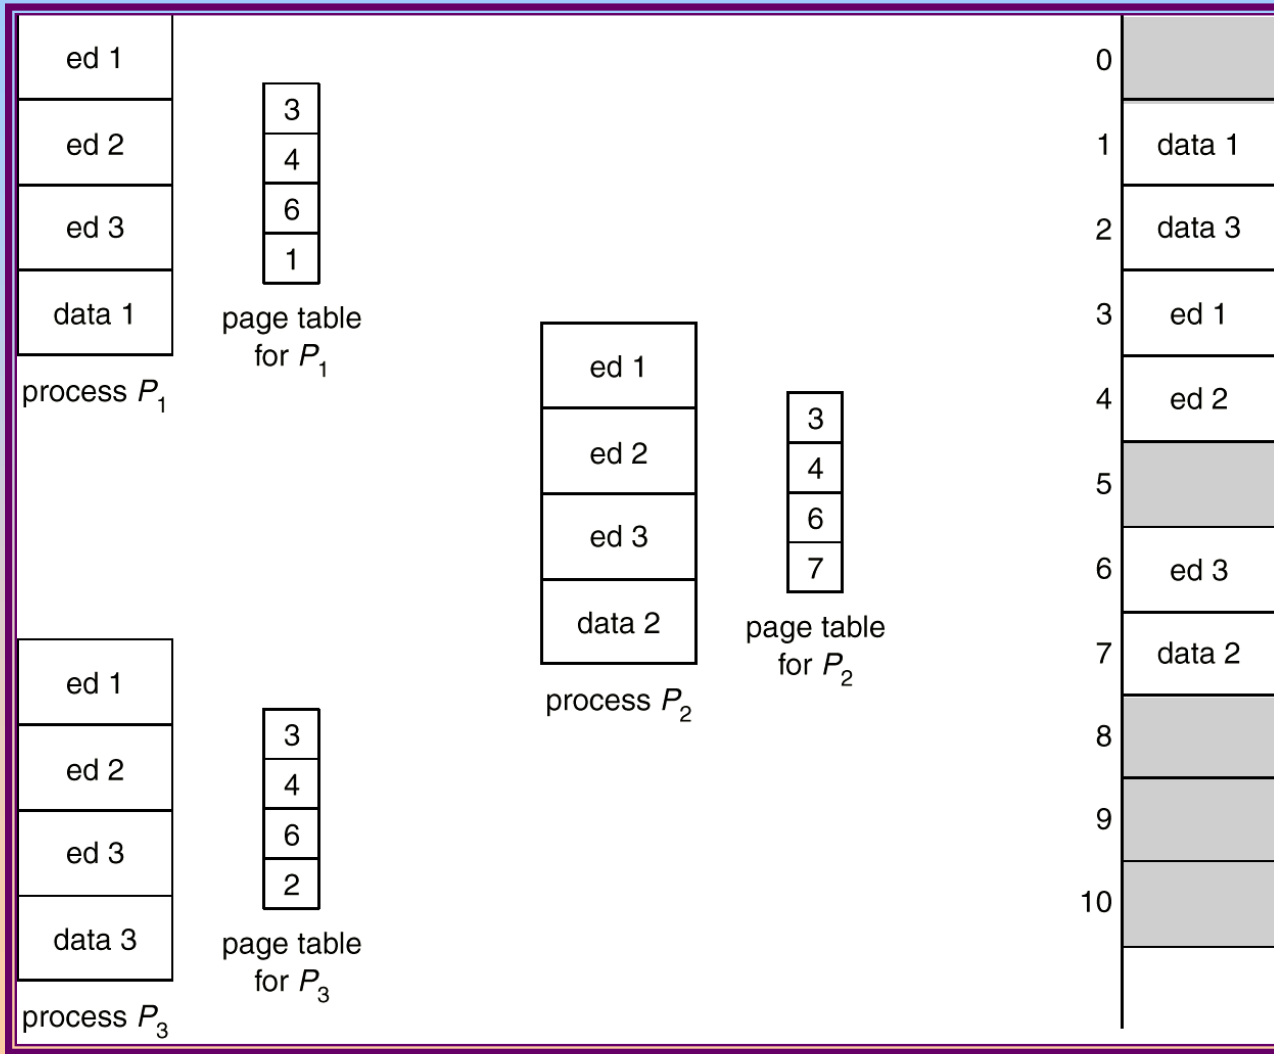 ed 1
ed 2
ed 3
data 1
process P1
3
4
6
1
page table
for P1
ed 1
ed 2
ed 3
data 2
process P2
3
4
6
7
page table
for P2
ed 1
ed 2
ed 3
data 3
process P3
3
4
6
2
page table
for P3
0
1 data 1
2 data 3
3 ed 1
4 ed 2
5
6 ed 3
7 data 2
8
9
10